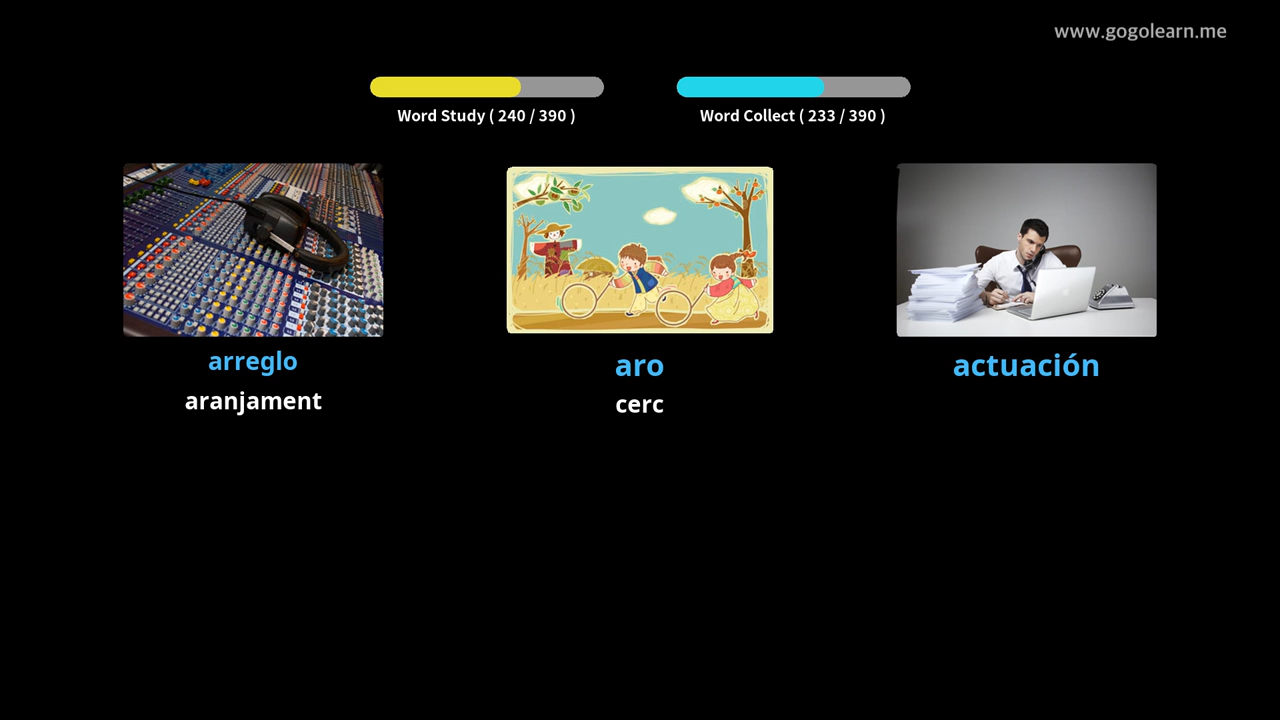 www.gogolearn.me
Word Study ( 240 / 390 )
Word Collect ( 233 / 390 )
arreglo
aranjament
aro
cerc
actuación